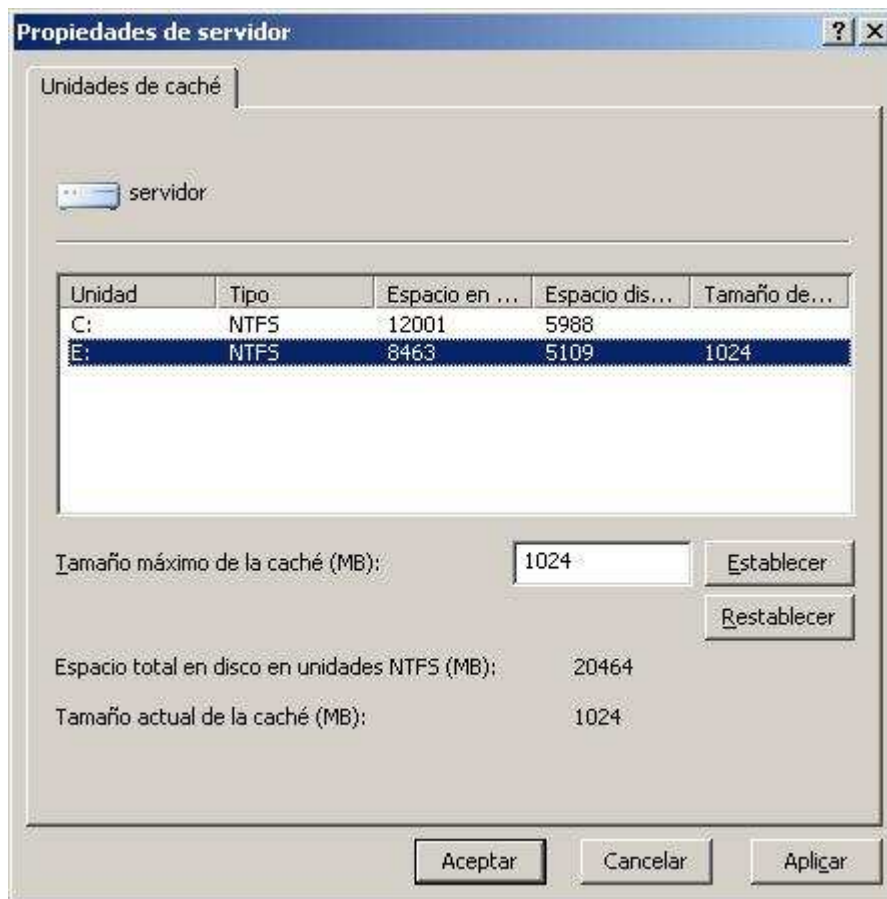 Propiedades de servidor
Unidades de caché
servidor
Unidad Tipo Espacio en ... Espacio dis... Tamaño de...
C: NTFS 12001 5988
E: NTFS 8463 5109 1024
Tamaño máximo de la caché (MB): 1024 Establecer
Restablecer
Espacio total en disco en unidades NTFS (MB): 20464
Tamaño actual de la caché (MB): 1024
Aceptar Cancelar Aplicar